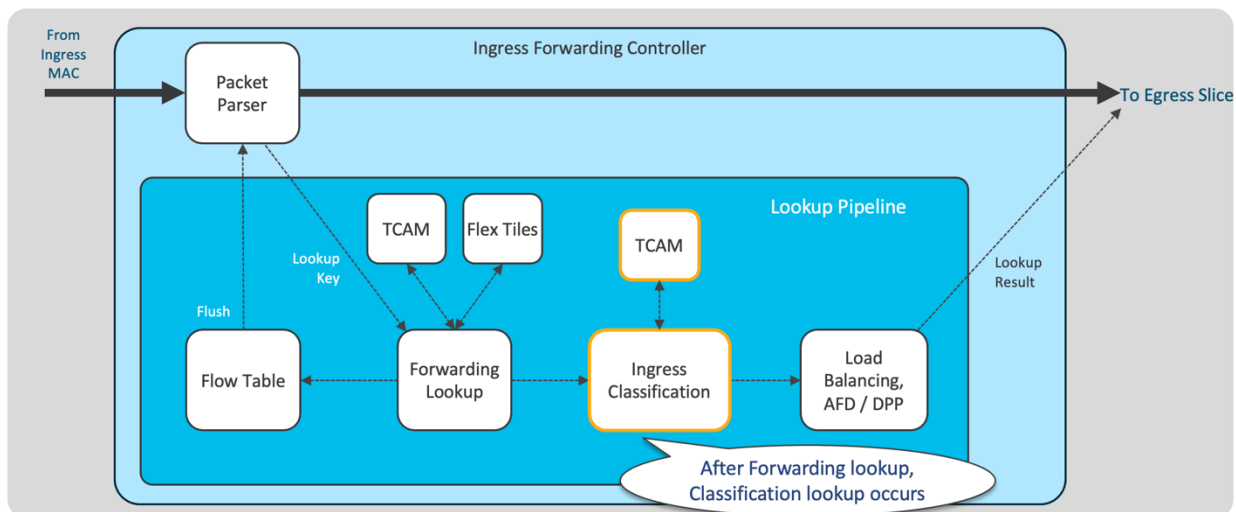 From
Ingress
MAC
Ingress Forwarding Controller
Packet
Parser
To Egress Slice
Lookup Pipeline
TCAM
Flex Tiles
TCAM
Lookup
Key
Lookup
Result
Flush
Flow Table
Forwarding
Lookup
Ingress
Classification
Load
Balancing,
AFD / DPP
After Forwarding lookup,
Classification lookup occurs